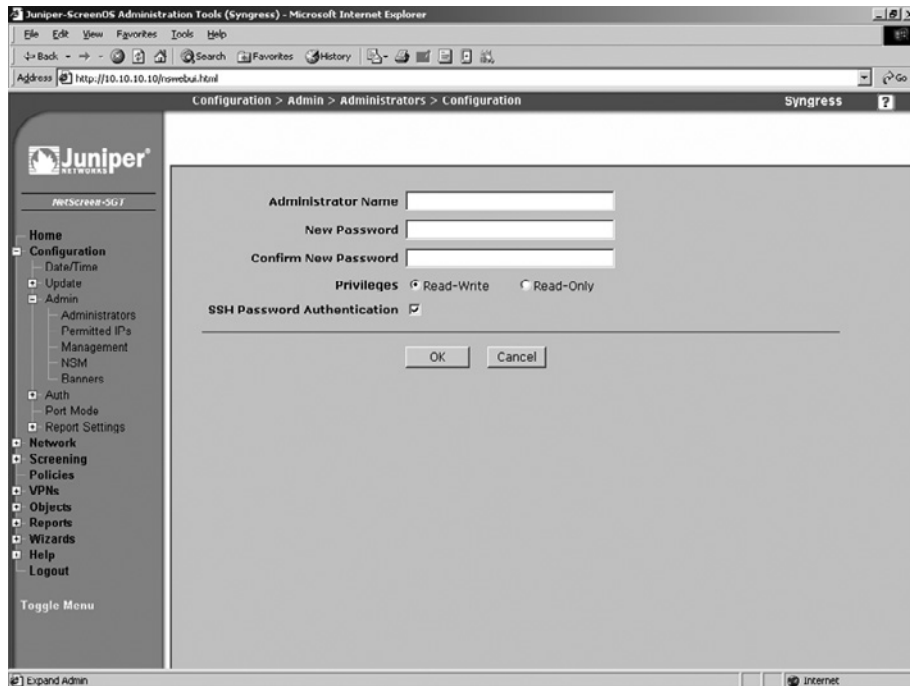 Juniper-ScreenOS Administration Tools (Syngress) - Microsoft Internet Explorer
File Edit View Favorites Tools Help
Back Search Favorites History
Address http://10.10.10.10/nswebui.html Go
Configuration > Admin > Administrators > Configuration Syngress ?
Juniper
NETWORKS
NetScreen-5GT
Home
Configuration
Date/Time
Update
Admin
Administrators
Permitted IPs
Management
NSM
Banners
Auth
Port Mode
Report Settings
Network
Screening
Policies
VPNs
Objects
Reports
Wizards
Help
Logout
Toggle Menu
Administrator Name
New Password
Confirm New Password
Privileges Read-Write Read-Only
SSH Password Authentication
OK Cancel
Expand Admin Internet